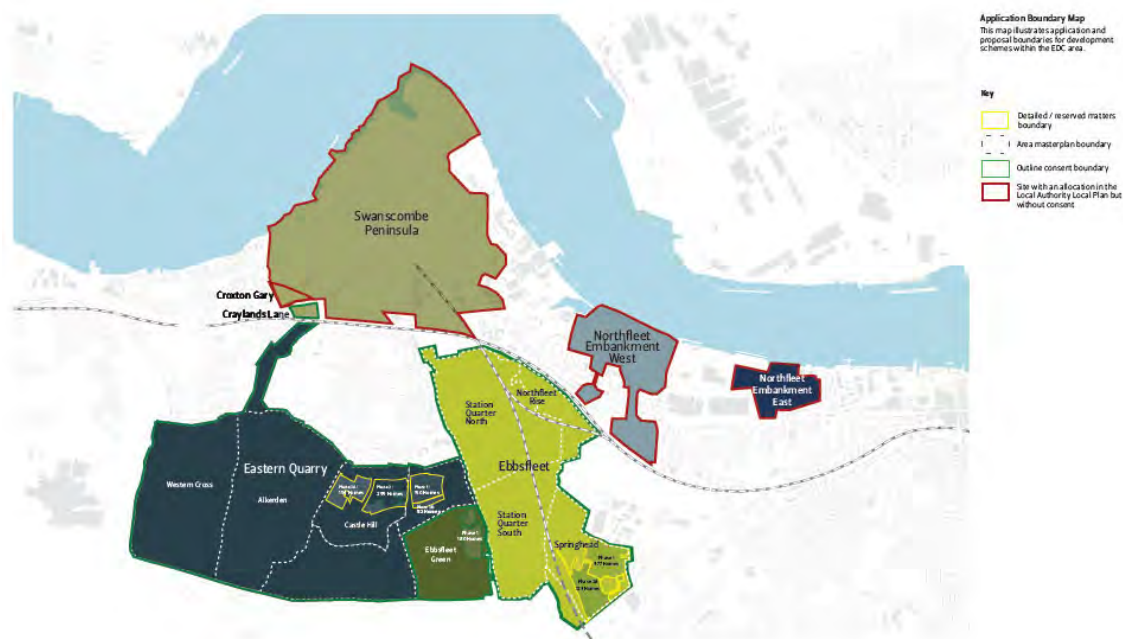 Application Boundary Map
This map illustrates application and
proposal boundaries for development
schemes within the EDC area.
Key
Detailed / reserved matters
boundary
Area masterplan boundary
Outline consent boundary
Site with an allocation in the
Local Authority Local Plan but
without consent
Swanscombe
Peninsula
Croxton Gary
Craylands Lane
Northfleet
Embankment
West
Northfleet
Embankment
East
Northfleet
Rise
Station
Quarter
North
Ebbsfleet
Eastern Quarry
Western Cross
Alkerden
Castle Hill
Station
Quarter
South
Springhead
Ebbsfleet
Green